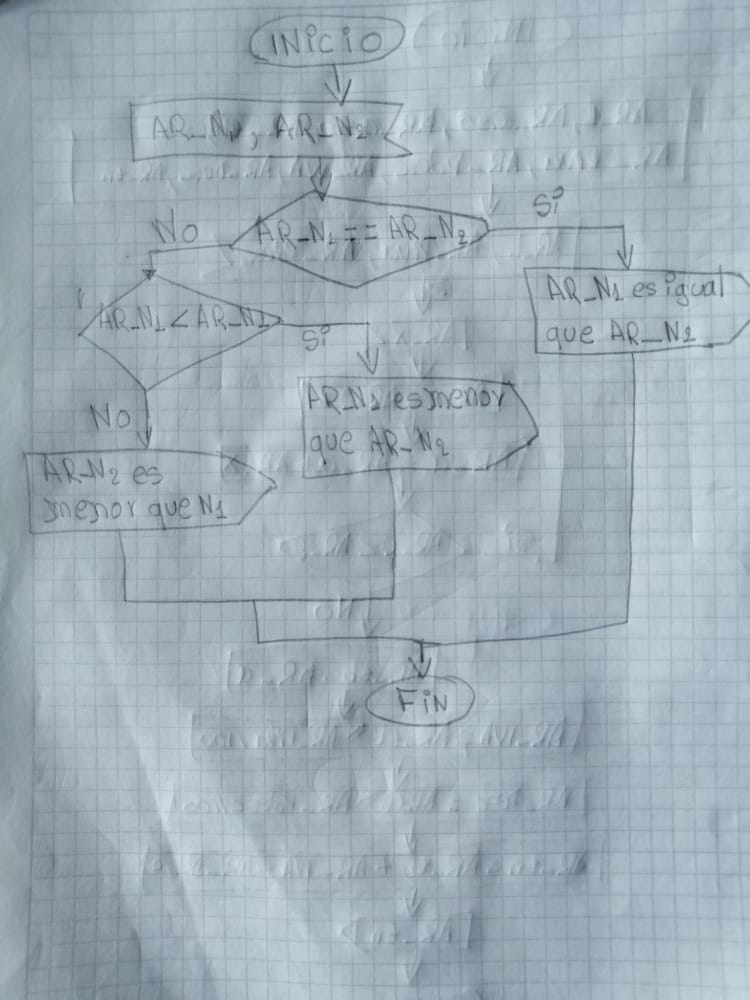 INICIO
AR_N1, AR_N2
AR_N1 == AR_N2
No
Si
AR_N1 es igual
que AR_N2
AR_N1 < AR_N2
Si
No
AR_N1 es menor
que AR_N2
AR_N2 es
menor que N1
FIN